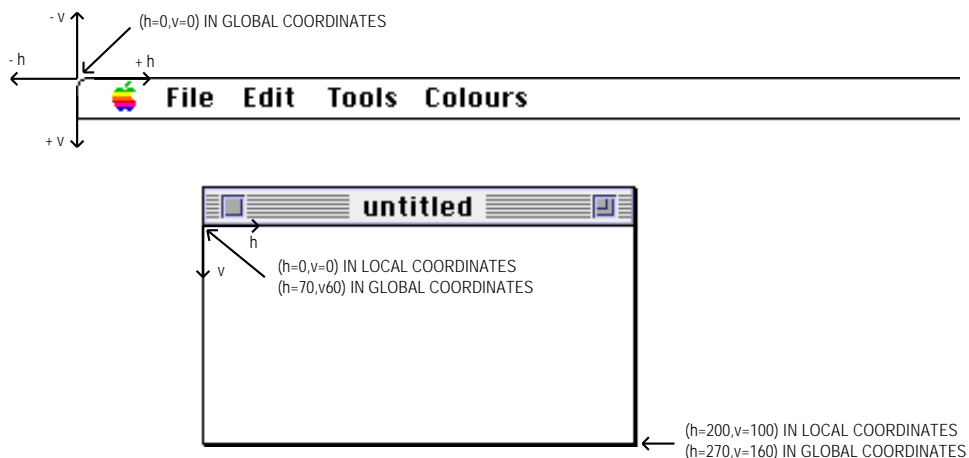 - v
(h=0,v=0) IN GLOBAL COORDINATES
- h
+ h
File Edit Tools Colours
+ v
untitled
h
v
(h=0,v=0) IN LOCAL COORDINATES
(h=70,v60) IN GLOBAL COORDINATES
(h=200,v=100) IN LOCAL COORDINATES
(h=270,v=160) IN GLOBAL COORDINATES